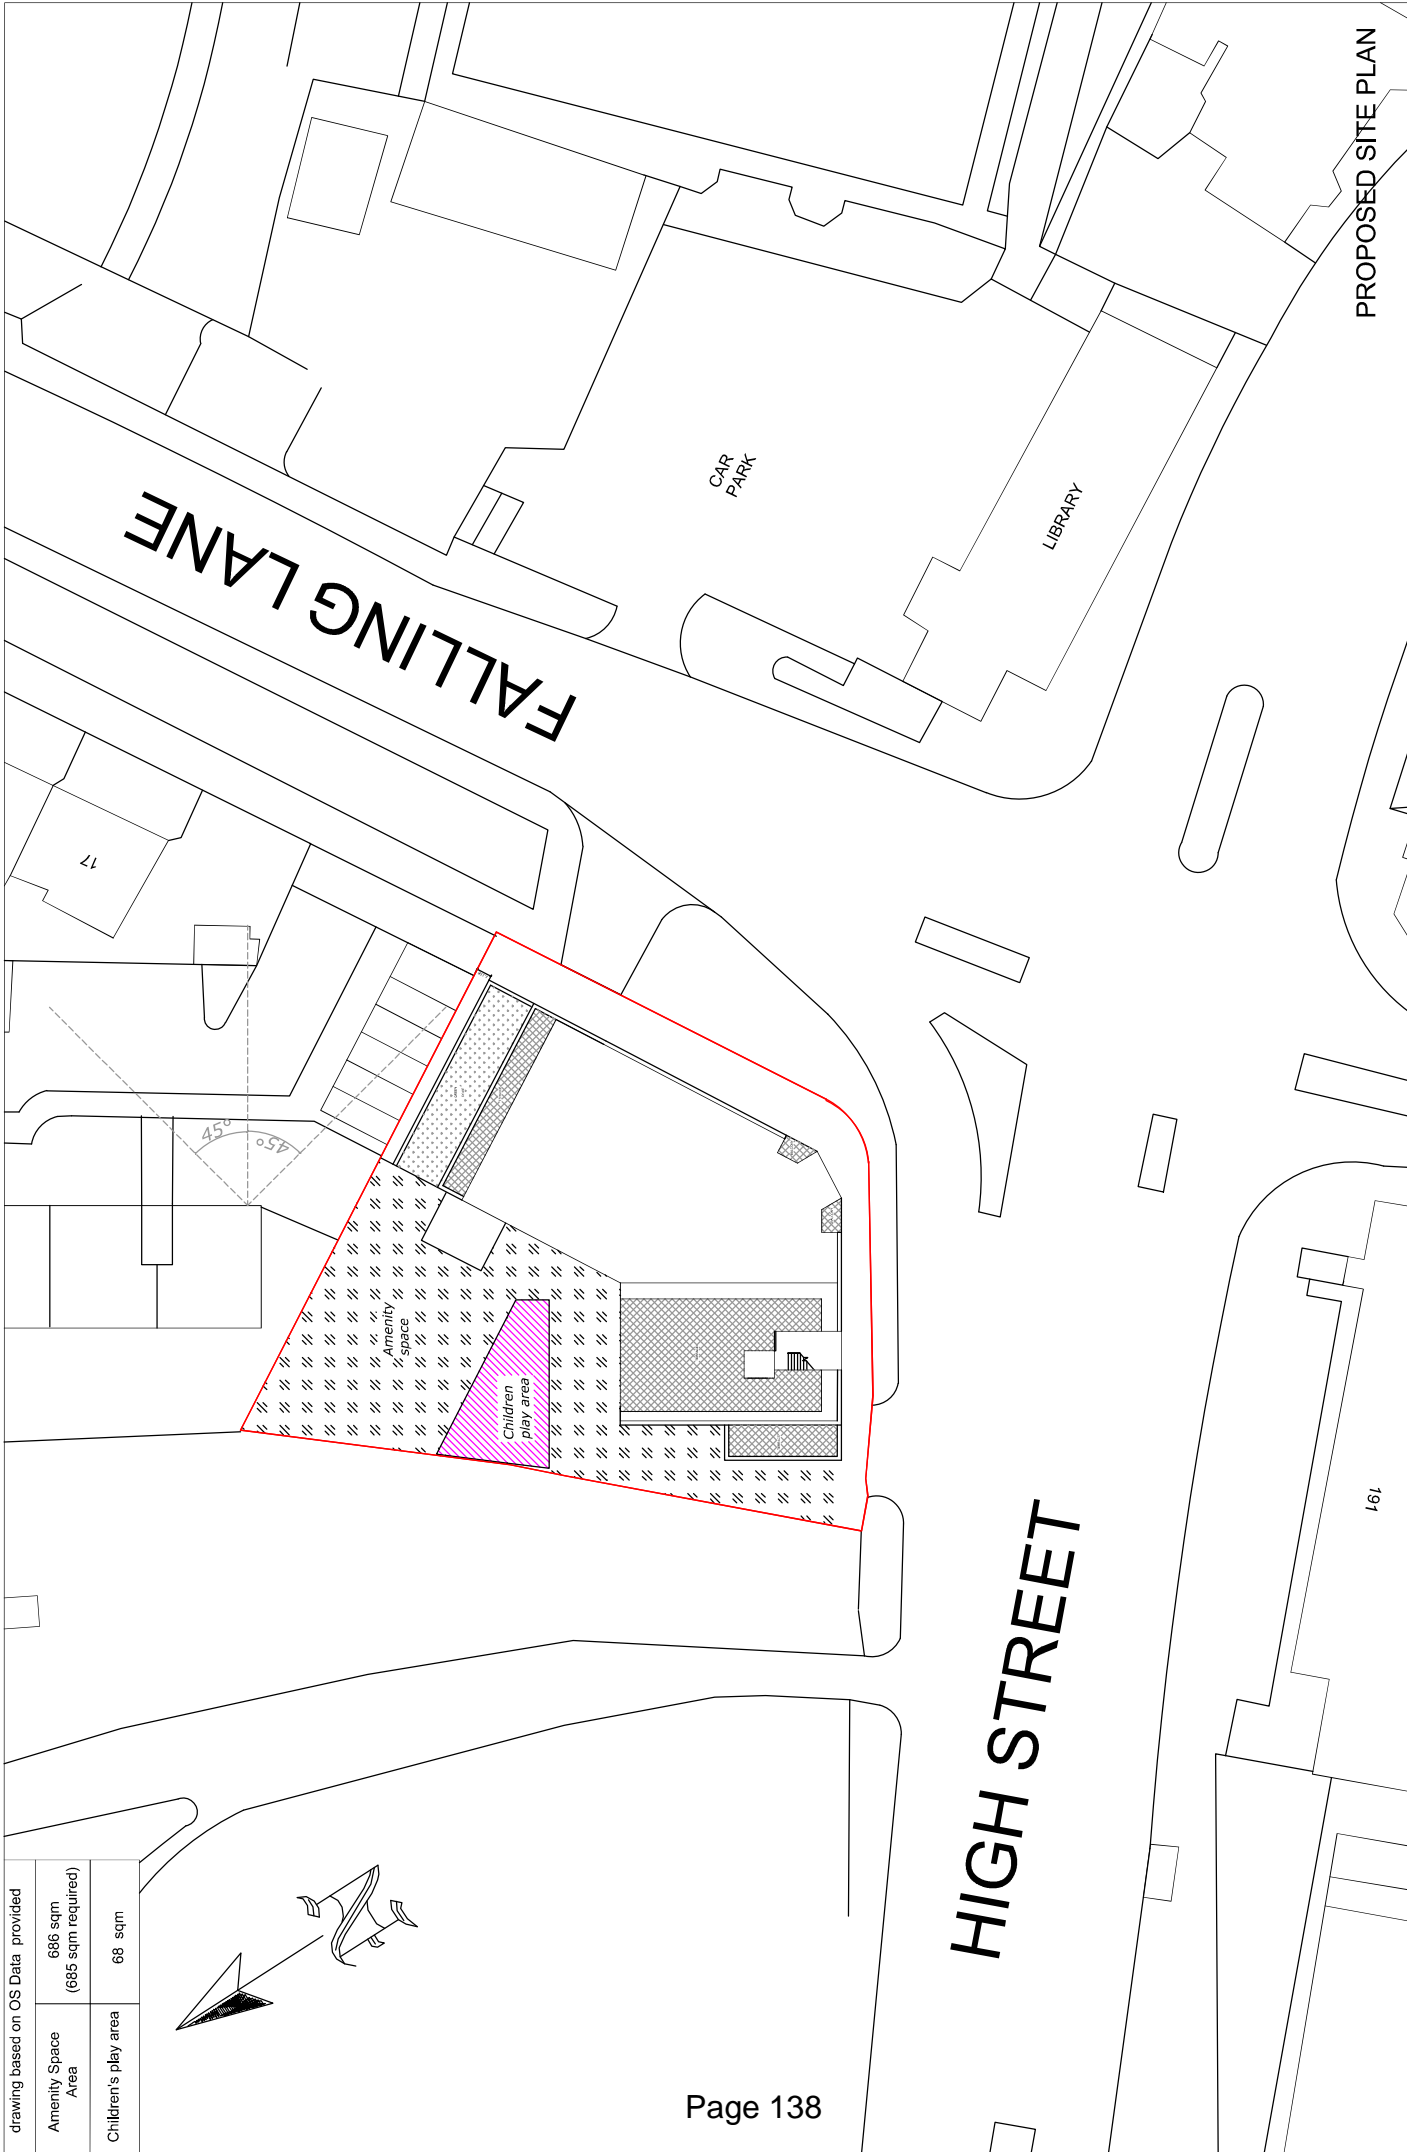 PROPOSED SITE PLAN
CAR
PARK
LIBRARY
FALLING LANE
17
45°
45°
Amenity
space
Children
play area
HIGH STREET
191
N
drawing based on OS Data provided
Amenity Space
Area
686 sqm
(685 sqm required)
Children's play area
68 sqm
Page 138